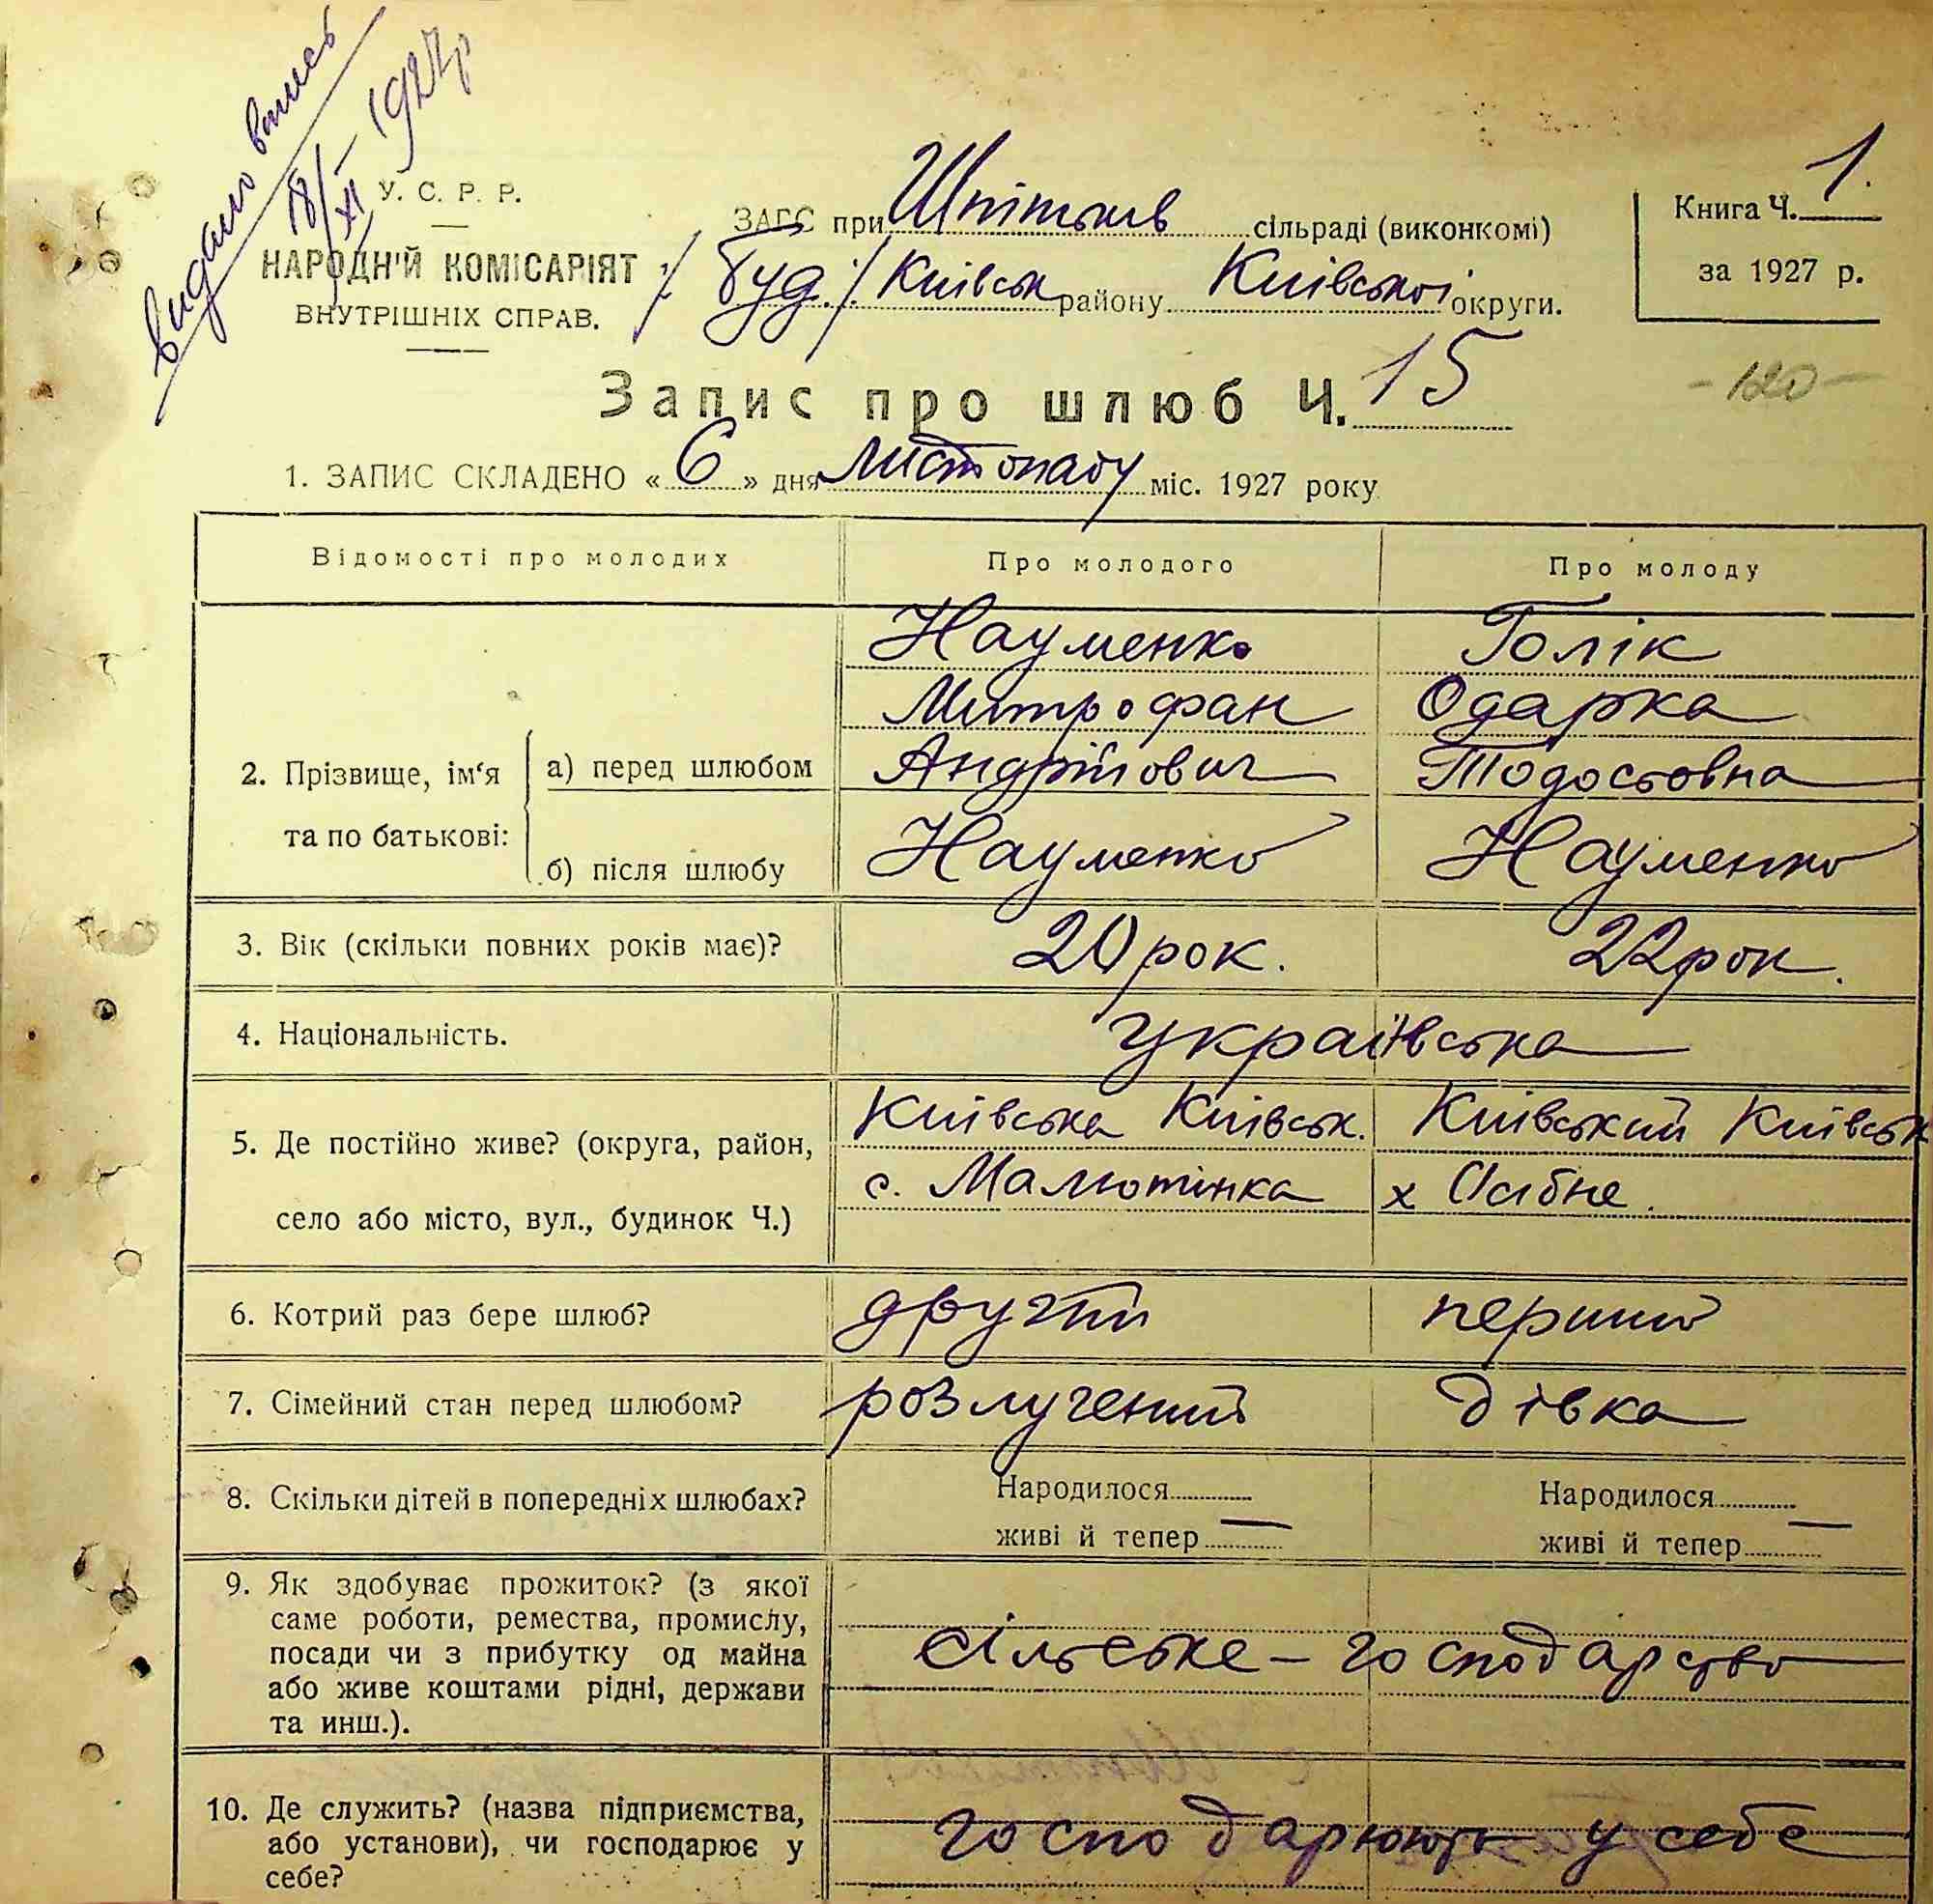 видано випись
18/XI 1927р
У. С. Р. Р.
НАРОДНІЙ КОМІСАРІЯТ
ВНУТРІШНІХ СПРАВ.
ЗАГС при Шпітьків сільраді (виконкомі)
/ Буд. / Київськ району Київської округи.
Книга Ч. 1.
за 1927 р.
Запис про шлюб Ч. 15
- 120 -
1. ЗАПИС СКЛАДЕНО « 6 » дня листопаду міс. 1927 року
Відомості про молодих Про молодого Про молоду
2. Прізвище, ім'я та по батькові:
а) перед шлюбом
Науменко Голік
Митрофан Одарка
Андрійович Тодосьовна
б) після шлюбу Науменко Науменко
3. Вік (скільки повних років має)? 20 рок. 22 рок.
4. Національність. українська
5. Де постійно живе? (округа, район, Київська Київськ. Київський Київськ
село або місто, вул., будинок Ч.) с. Малютінка х
6. Котрий раз бере шлюб? другий перший
7. Сімейний стан перед шлюбом? розлучений дівка
8. Скільки дітей в попередніх шлюбах? Народилося Народилося
живі й тепер — живі й тепер —
9. Як здобуває прожиток? (з якої
саме роботи, ремества, промислу,
посади чи з прибутку од майна
або живе коштами рідні, держави
та инш.).
сільське - господарство
10. Де служить? (назва підприємства,
або установи), чи господарює у
себе?
господарюють у себе